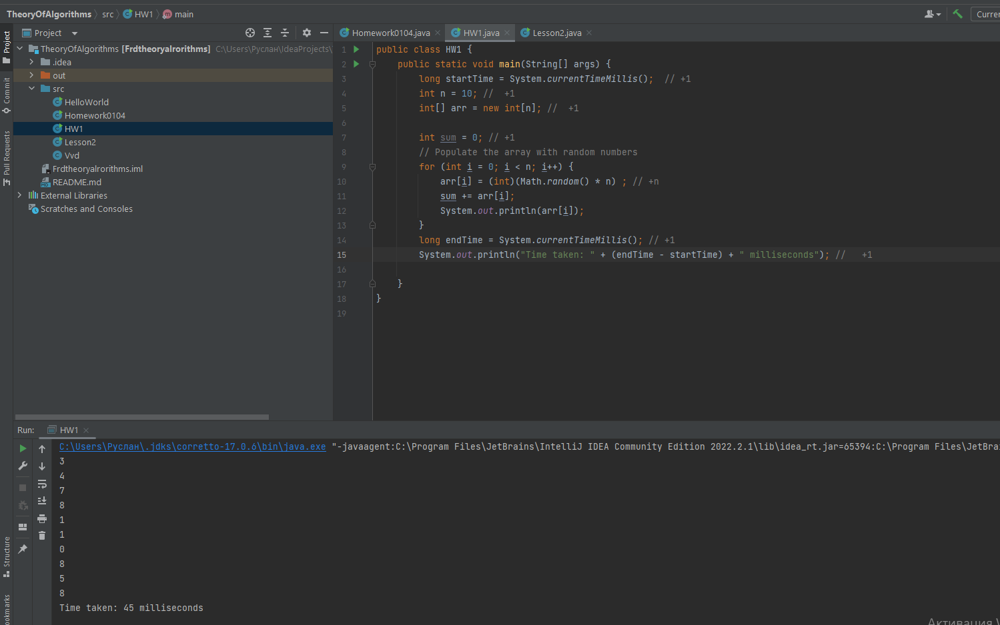 TheoryOfAlgorithms src HW1 main
Curre
Project
Commit
Pull Requests
Structure
Project
TheoryOfAlgorithms [Frdtheoryalrorithms] C:\Users\Руслан\IdeaProjects\
.idea
out
src
HelloWorld
Homework0104
HW1
Lesson2
Vvd
Frdtheoryalrorithms.iml
README.md
External Libraries
Scratches and Consoles
Homework0104.java HW1.java Lesson2.java
1 public class HW1 {
2 public static void main(String[] args) {
3 long startTime = System.currentTimeMillis(); // +1
4 int n = 10; // +1
5 int[] arr = new int[n]; // +1
6
7 int sum = 0; // +1
8 // Populate the array with random numbers
9 for (int i = 0; i < n; i++) {
10 arr[i] = (int)(Math.random() * n) ; // +n
11 sum += arr[i];
12 System.out.println(arr[i]);
13 }
14 long endTime = System.currentTimeMillis(); // +1
15 System.out.println("Time taken: " + (endTime - startTime) + " milliseconds"); // +1
16
17 }
18 }
19
Run: HW1
C:\Users\Руслан\.jdks\corretto-17.0.6\bin\java.exe "-javaagent:C:\Program Files\JetBrains\IntelliJ IDEA Community Edition 2022.2.1\lib\idea_rt.jar=65394:C:\Program Files\JetBra
3
4
7
8
1
1
0
8
5
8
Time taken: 45 milliseconds